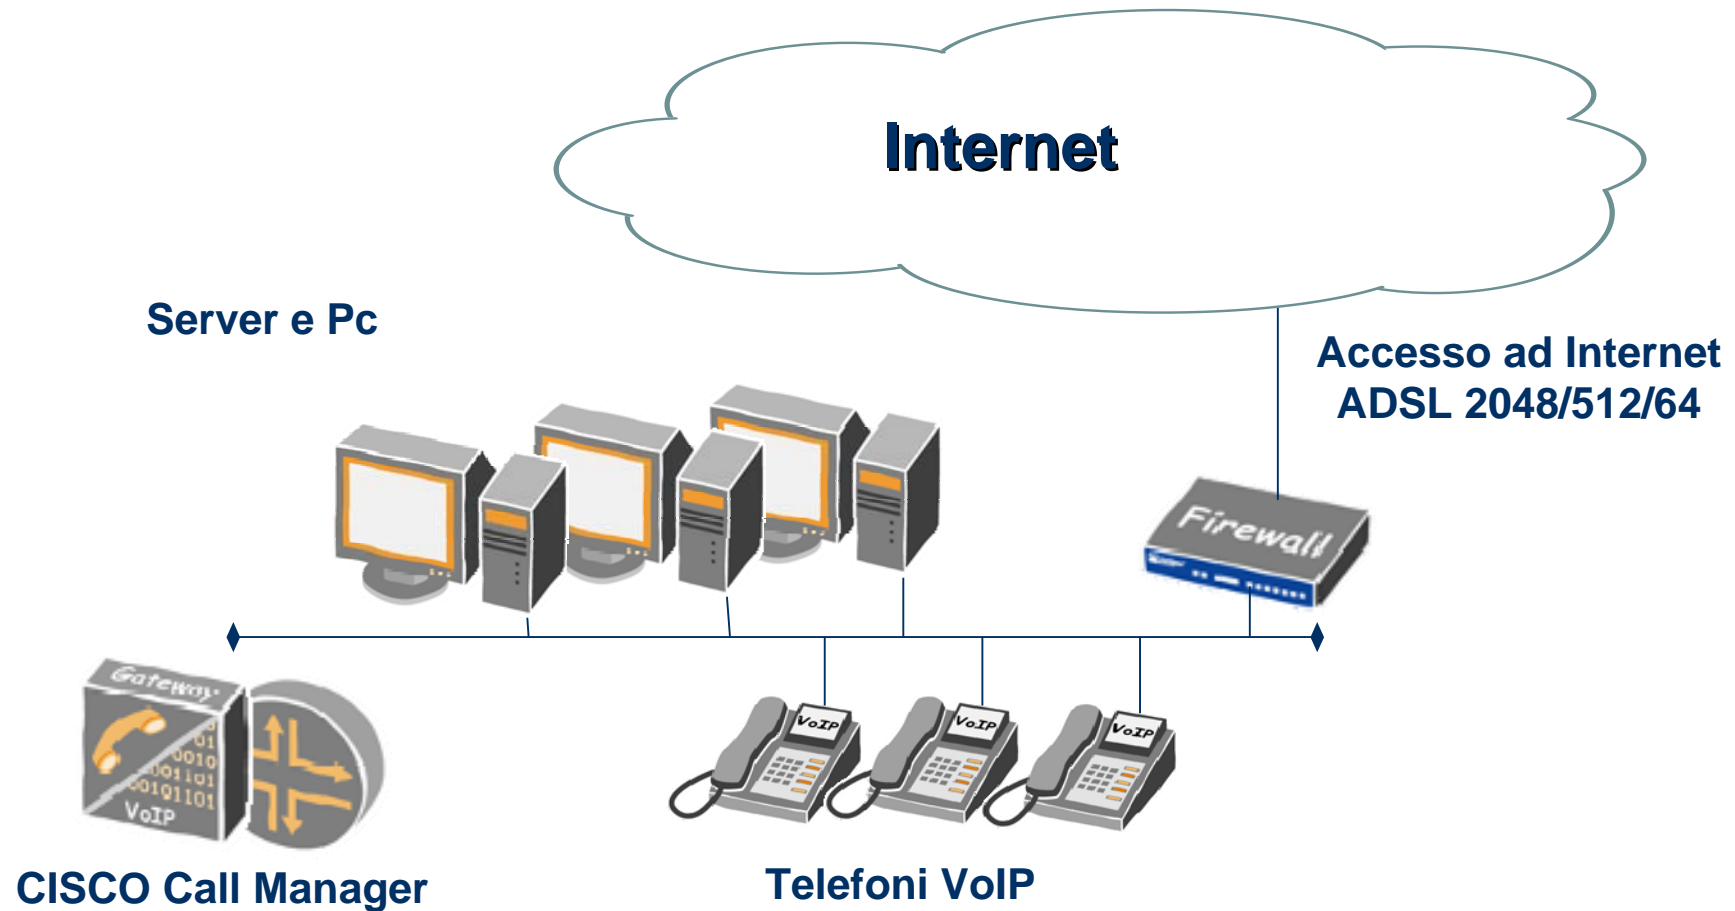 Internet
Server e Pc
Accesso ad Internet
ADSL 2048/512/64
Firewall
Gateway
VoIP
VoIP
VoIP
VoIP
CISCO Call Manager
Telefoni VoIP